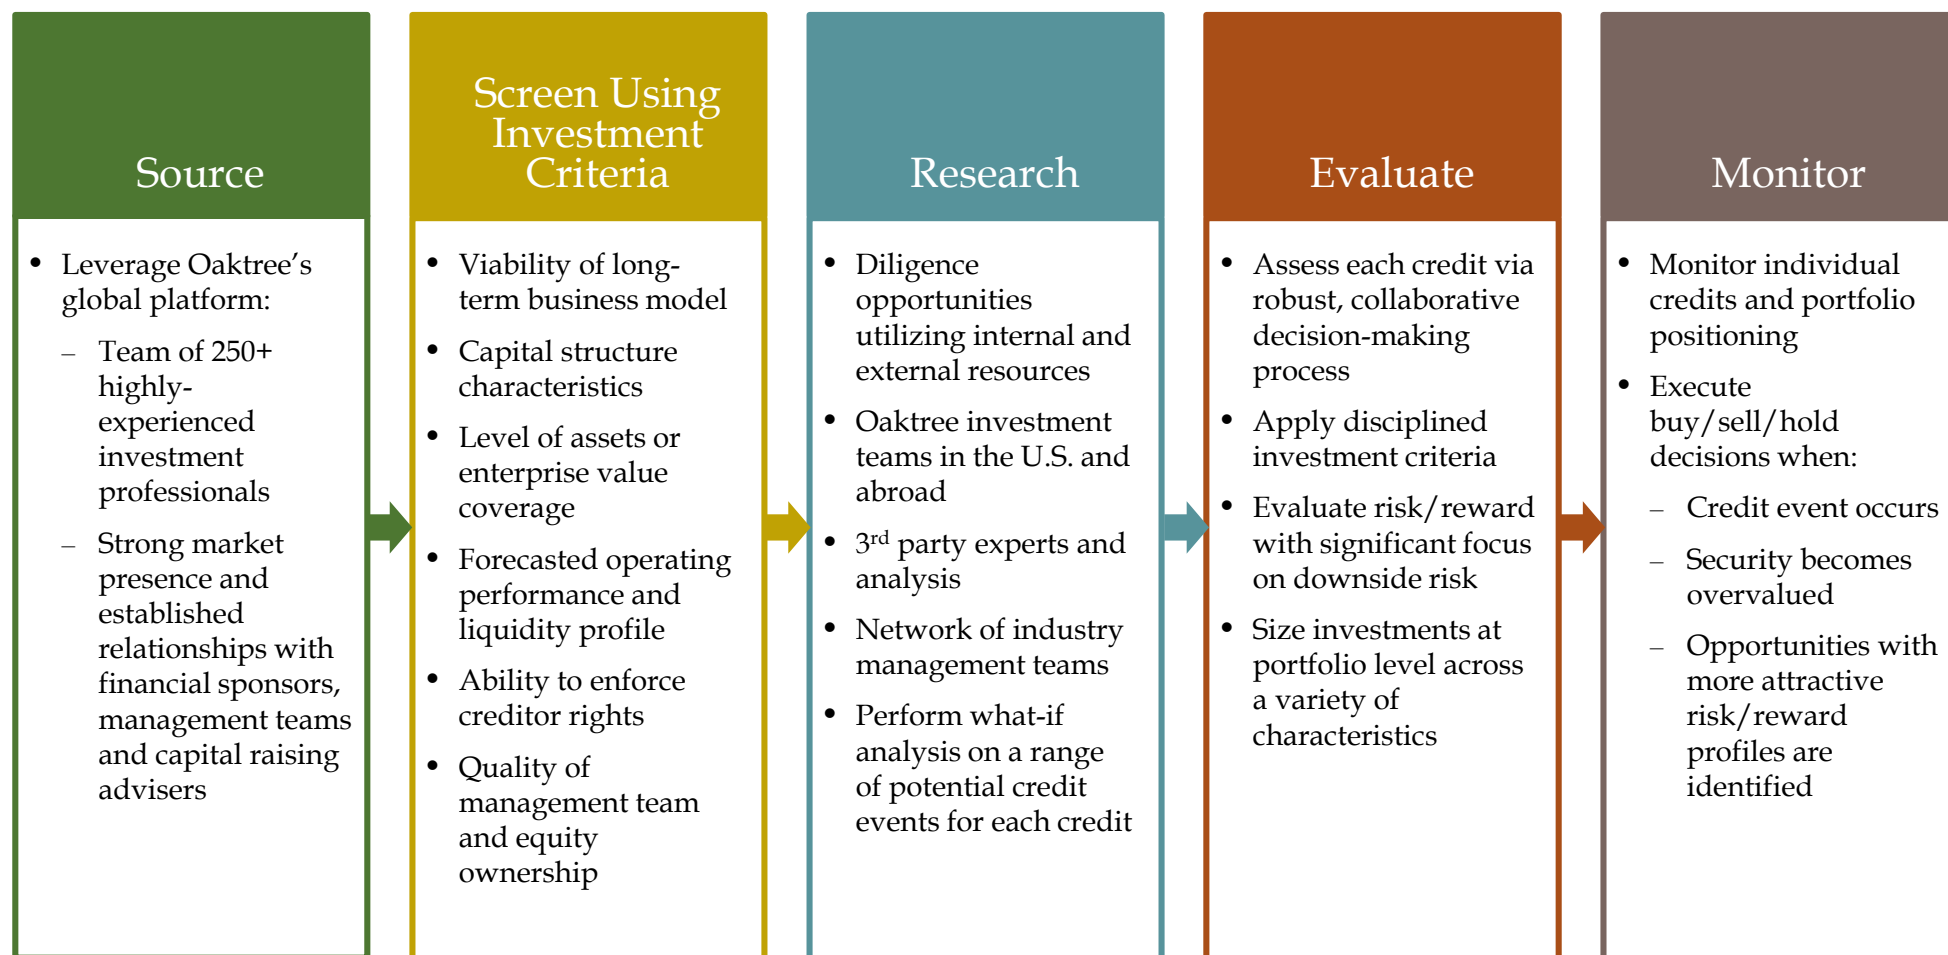 Source
• Leverage Oaktree's
global platform:
– Team of 250+
highly-
experienced
investment
professionals
– Strong market
presence and
established
relationships with
financial sponsors,
management teams
and capital raising
advisers
Screen Using
Investment
Criteria
• Viability of long-
term business model
• Capital structure
characteristics
• Level of assets or
enterprise value
coverage
• Forecasted operating
performance and
liquidity profile
• Ability to enforce
creditor rights
• Quality of
management team
and equity
ownership
Research
• Diligence
opportunities
utilizing internal and
external resources
• Oaktree investment
teams in the U.S. and
abroad
• 3rd party experts and
analysis
• Network of industry
management teams
• Perform what-if
analysis on a range
of potential credit
events for each credit
Evaluate
• Assess each credit via
robust, collaborative
decision-making
process
• Apply disciplined
investment criteria
• Evaluate risk/reward
with significant focus
on downside risk
• Size investments at
portfolio level across
a variety of
characteristics
Monitor
• Monitor individual
credits and portfolio
positioning
• Execute
buy/sell/hold
decisions when:
– Credit event occurs
– Security becomes
overvalued
– Opportunities with
more attractive
risk/reward
profiles are
identified